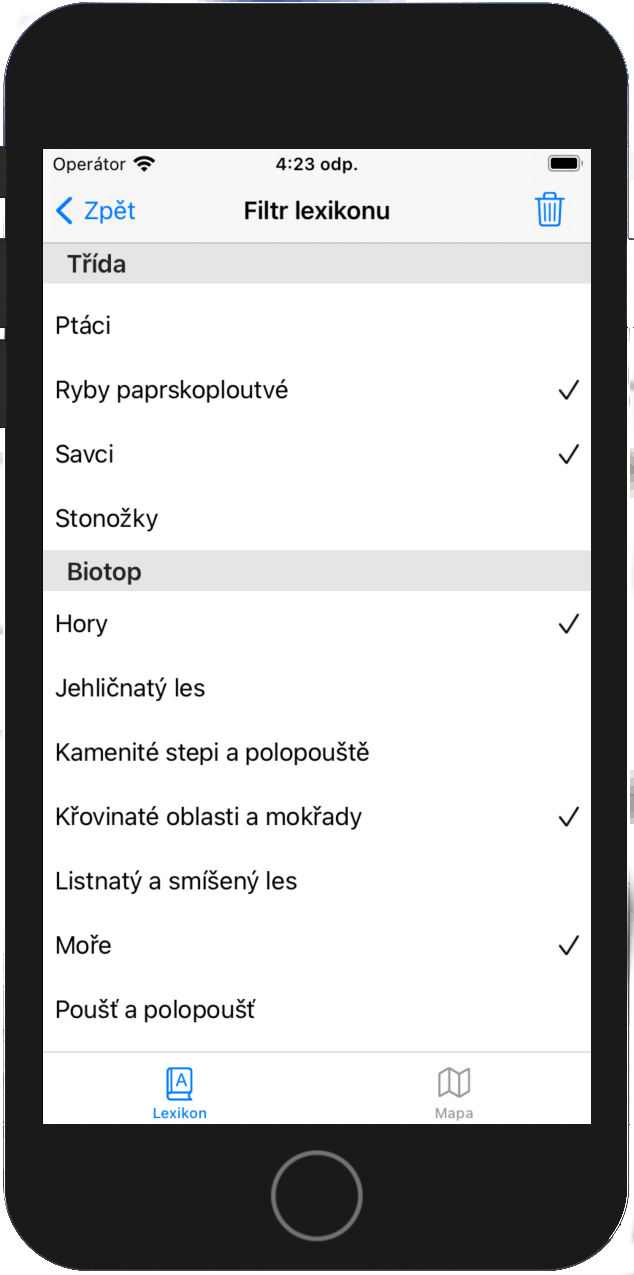 Operátor 4:23 odp.
Zpět Filtr lexikonu
Třída
Ptáci
Ryby paprskoploutvé
Savci
Stonožky
Biotop
Hory
Jehličnatý les
Kamenité stepi a polopouště
Křovinaté oblasti a mokřady
Listnatý a smíšený les
Moře
Poušť a polopoušť
A
Lexikon Mapa